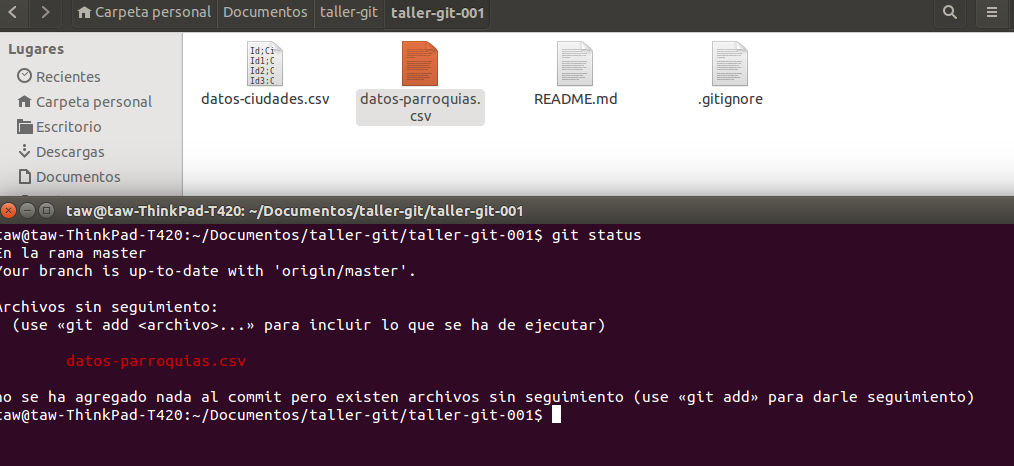 Carpeta personal Documentos taller-git taller-git-001
Lugares
Recientes
Carpeta personal
Escritorio
Descargas
Documentos
Id;Ci
Id1;C
Id2;C
Id3;C
datos-ciudades.csv
datos-parroquias.
csv
README.md
.gitignore
taw@taw-ThinkPad-T420: ~/Documentos/taller-git/taller-git-001
taw@taw-ThinkPad-T420:~/Documentos/taller-git/taller-git-001$ git status
En la rama master
Your branch is up-to-date with 'origin/master'.
Archivos sin seguimiento:
(use «git add <archivo>...» para incluir lo que se ha de ejecutar)
datos-parroquias.csv
no se ha agregado nada al commit pero existen archivos sin seguimiento (use «git add» para darle seguimiento)
taw@taw-ThinkPad-T420:~/Documentos/taller-git/taller-git-001$